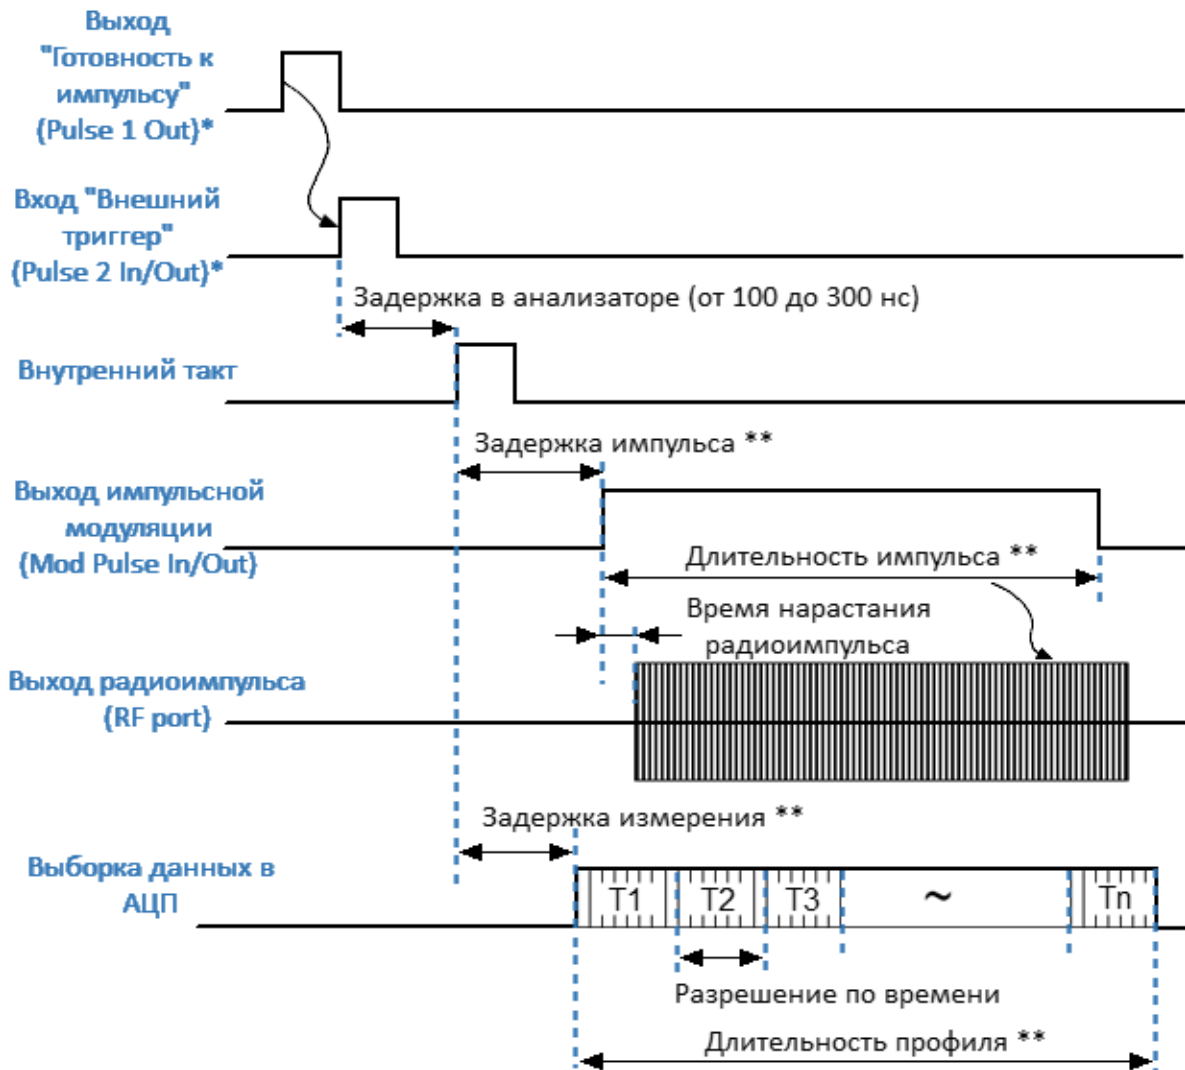 Выход
"Готовность к
импульсу"
(Pulse 1 Out)*
Вход "Внешний
триггер"
(Pulse 2 In/Out)*
Задержка в анализаторе (от 100 до 300 нс)
Внутренний такт
Задержка импульса **
Выход импульсной
модуляции
(Mod Pulse In/Out)
Длительность импульса **
Время нарастания
радиоимпульса
Выход радиоимпульса
(RF port)
Задержка измерения **
Выборка данных в
АЦП
T1 T2 T3 ~ Tn
Разрешение по времени
Длительность профиля **